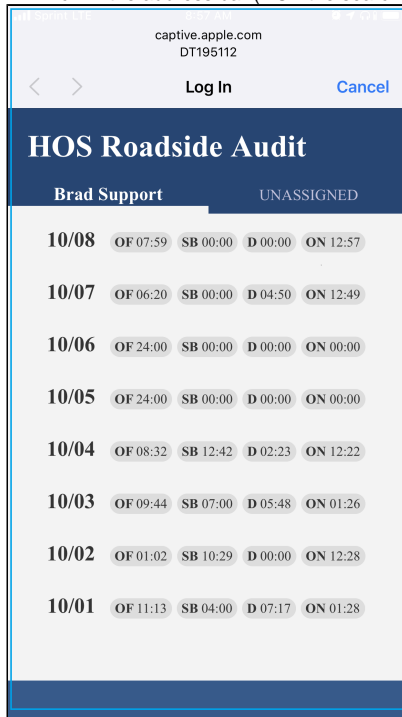 Sprint LTE 8:57 AM
captive.apple.com
DT195112
Log In Cancel
HOS Roadside Audit
Brad Support UNASSIGNED
10/08 OF 07:59 SB 00:00 D 00:00 ON 12:57
10/07 OF 06:20 SB 00:00 D 04:50 ON 12:49
10/06 OF 24:00 SB 00:00 D 00:00 ON 00:00
10/05 OF 24:00 SB 00:00 D 00:00 ON 00:00
10/04 OF 08:32 SB 12:42 D 02:23 ON 12:22
10/03 OF 09:44 SB 07:00 D 05:48 ON 01:26
10/02 OF 01:02 SB 10:29 D 00:00 ON 12:28
10/01 OF 11:13 SB 04:00 D 07:17 ON 01:28